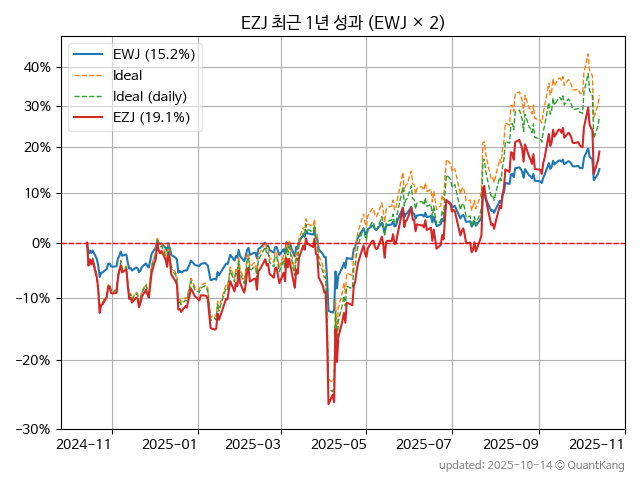 EZJ 최근 1년 성과 (EWJ × 2)
EWJ (15.2%)
Ideal
Ideal (daily)
EZJ (19.1%)
40%
30%
20%
10%
0%
−10%
−20%
−30%
2024-11
2025-01
2025-03
2025-05
2025-07
2025-09
2025-11
updated: 2025-10-14 © QuantKang